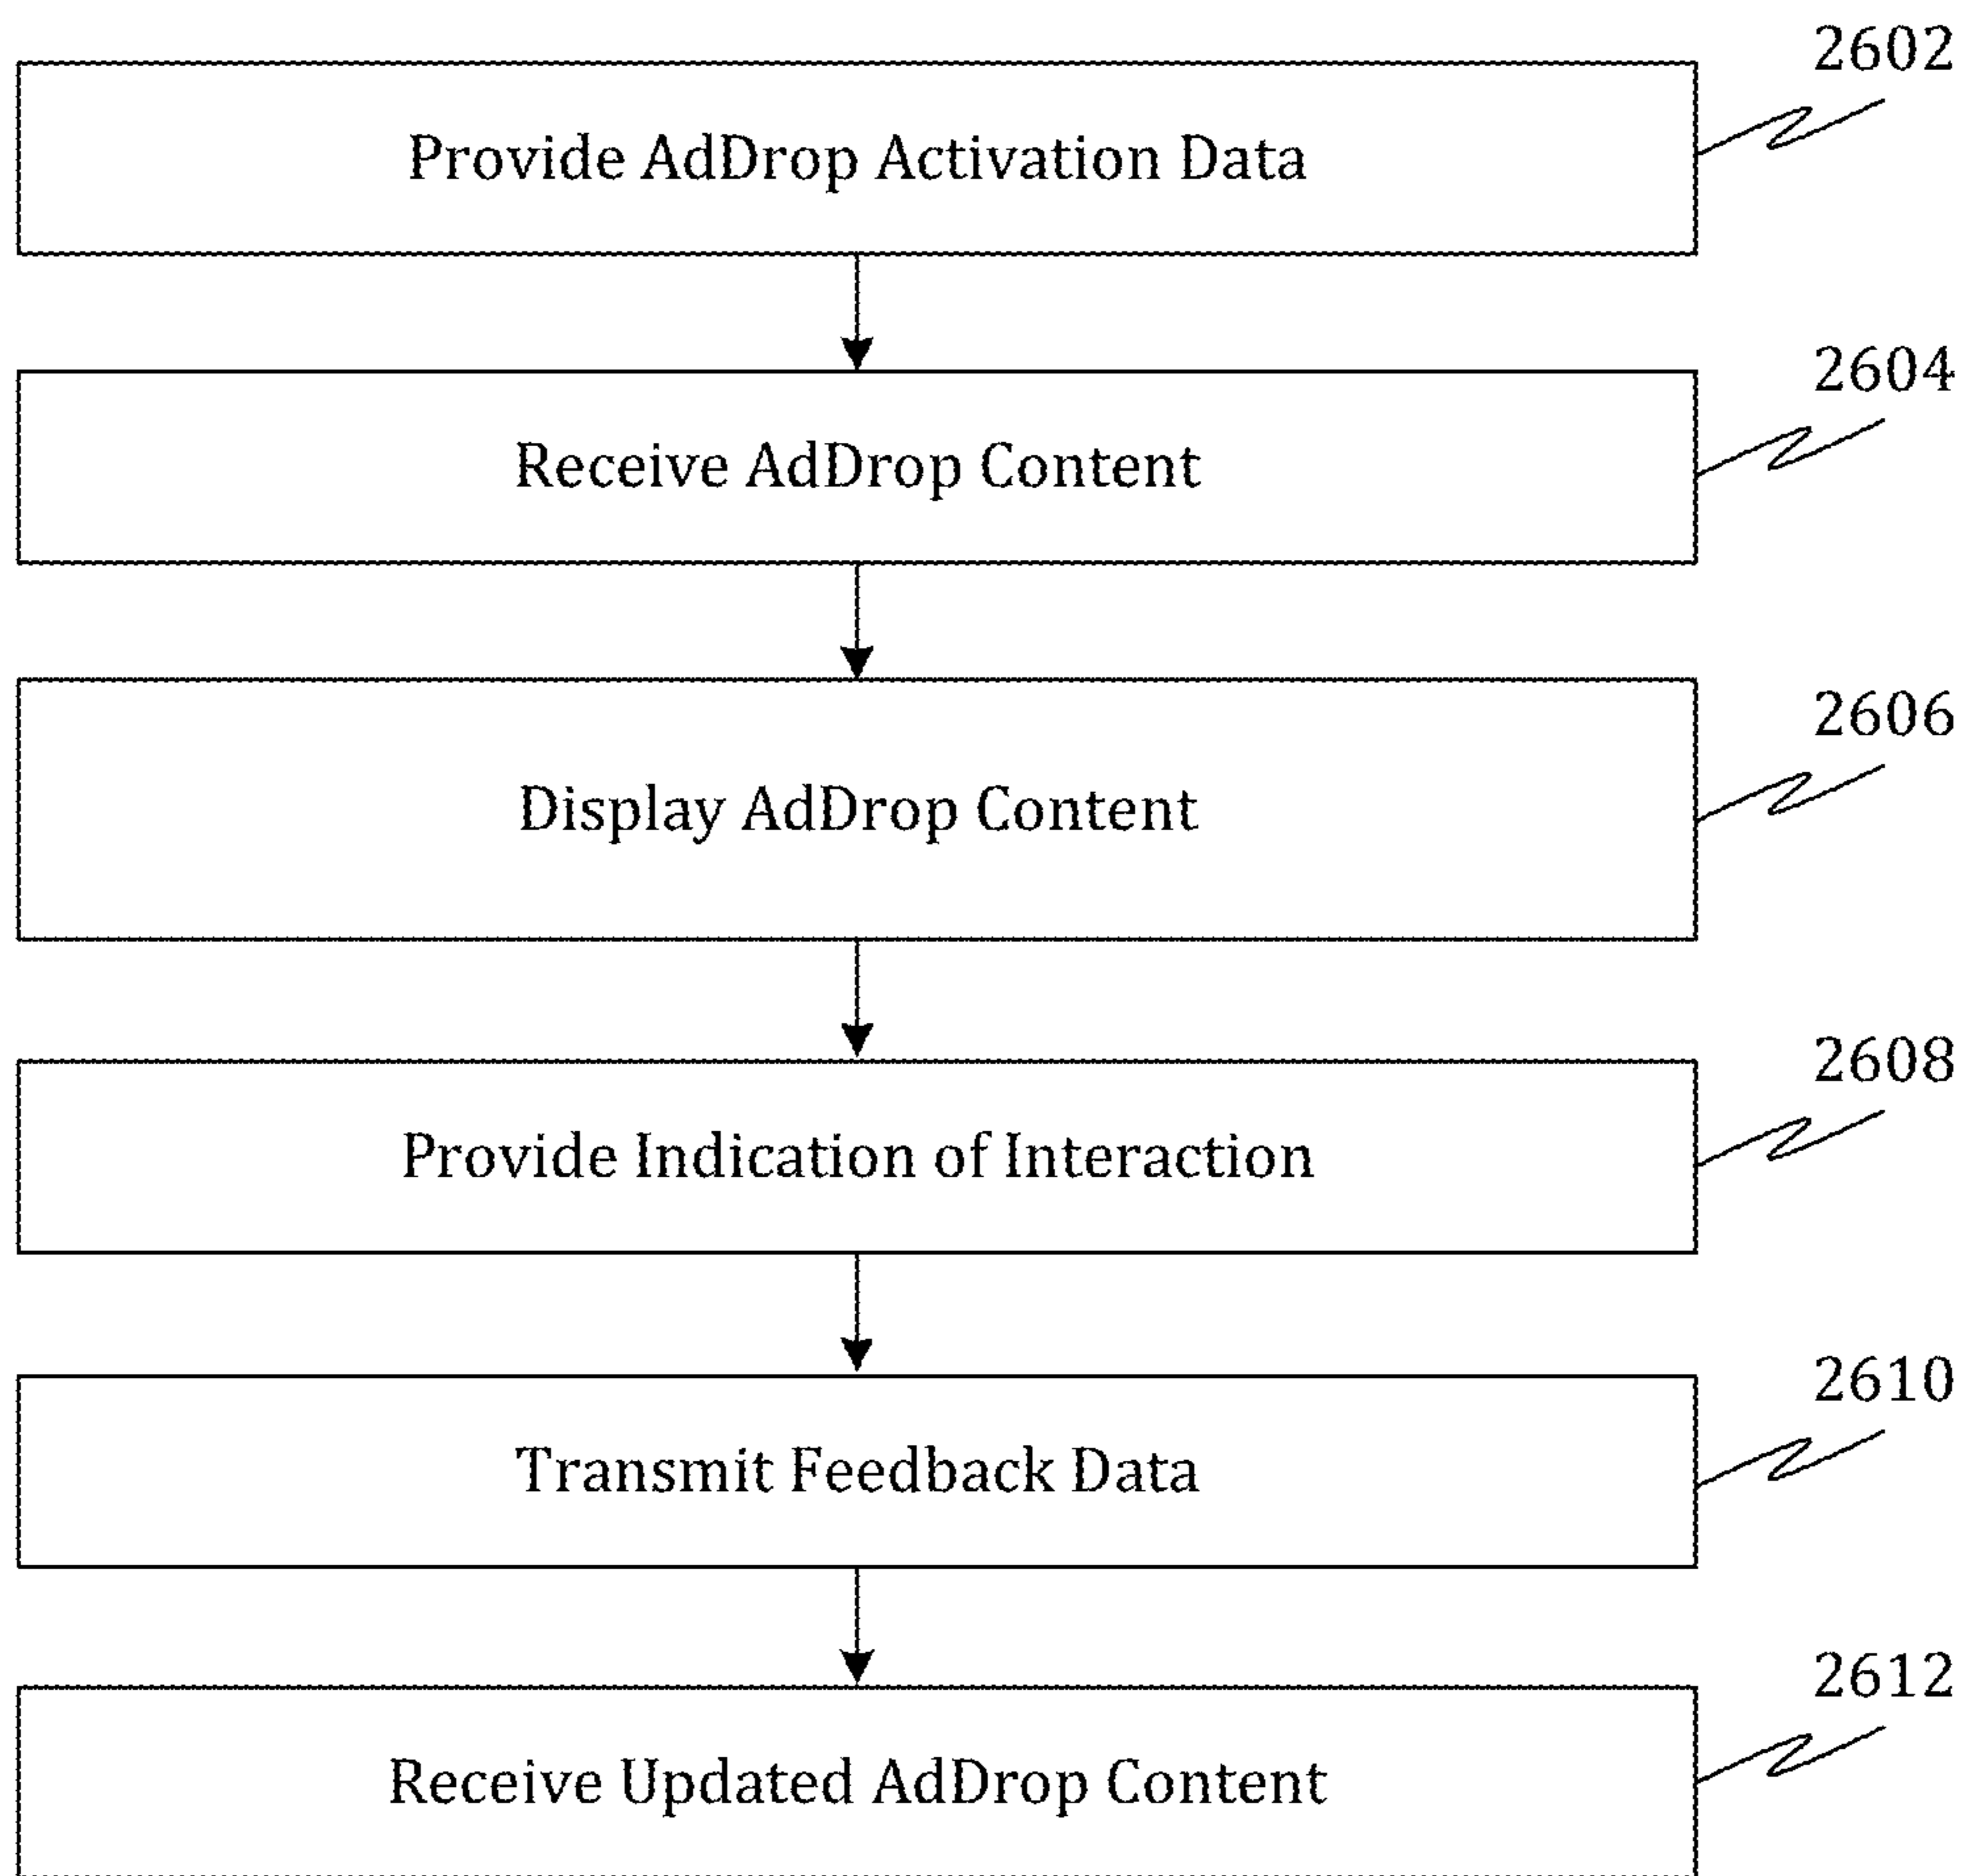 2602
Provide AdDrop Activation Data
2604
Receive AdDrop Content
2606
Display AdDrop Content
2608
Provide Indication of Interaction
2610
Transmit Feedback Data
2612
Receive Updated AdDrop Content